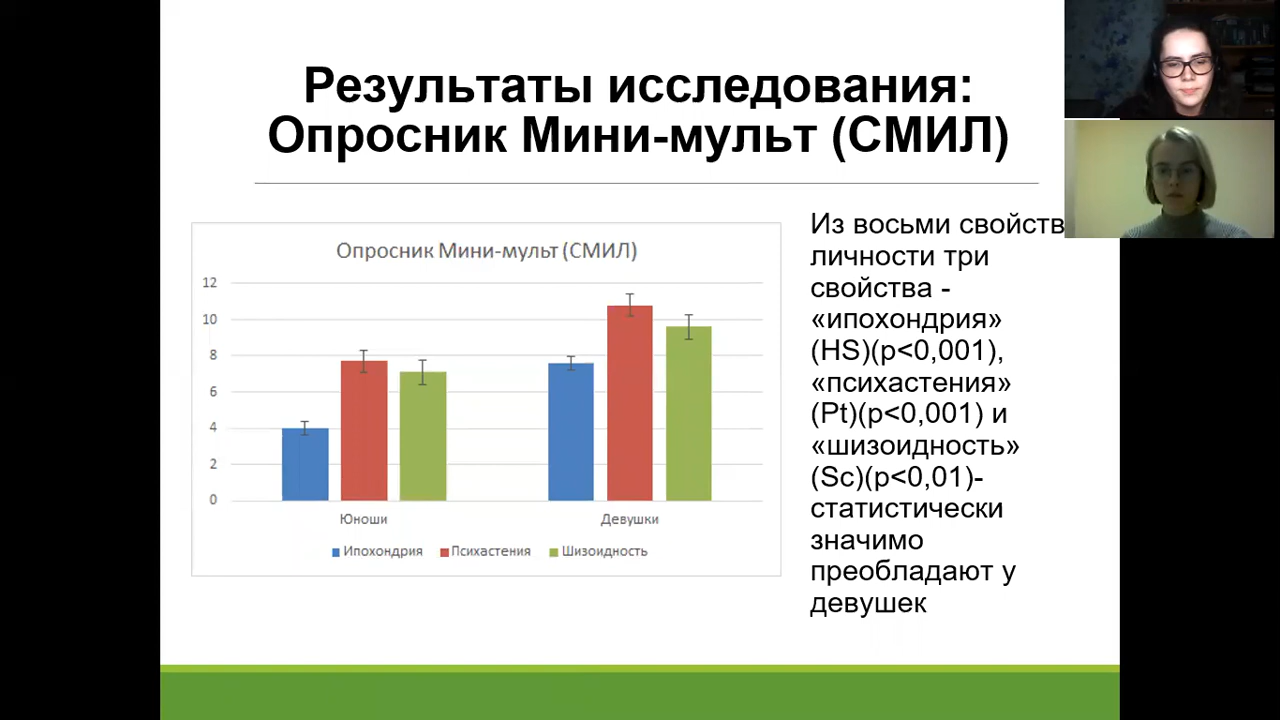 Результаты исследования:
Опросник Мини-мульт (СМИЛ)
Опросник Мини-мульт (СМИЛ)
12
10
8
6
4
2
0
Юноши
Девушки
Ипохондрия
Психастения
Шизоидность
Из восьми свойств
личности три
свойства -
«ипохондрия»
(HS)(p<0,001),
«психастения»
(Pt)(p<0,001) и
«шизоидность»
(Sc)(p<0,01)-
статистически
значимо
преобладают у
девушек